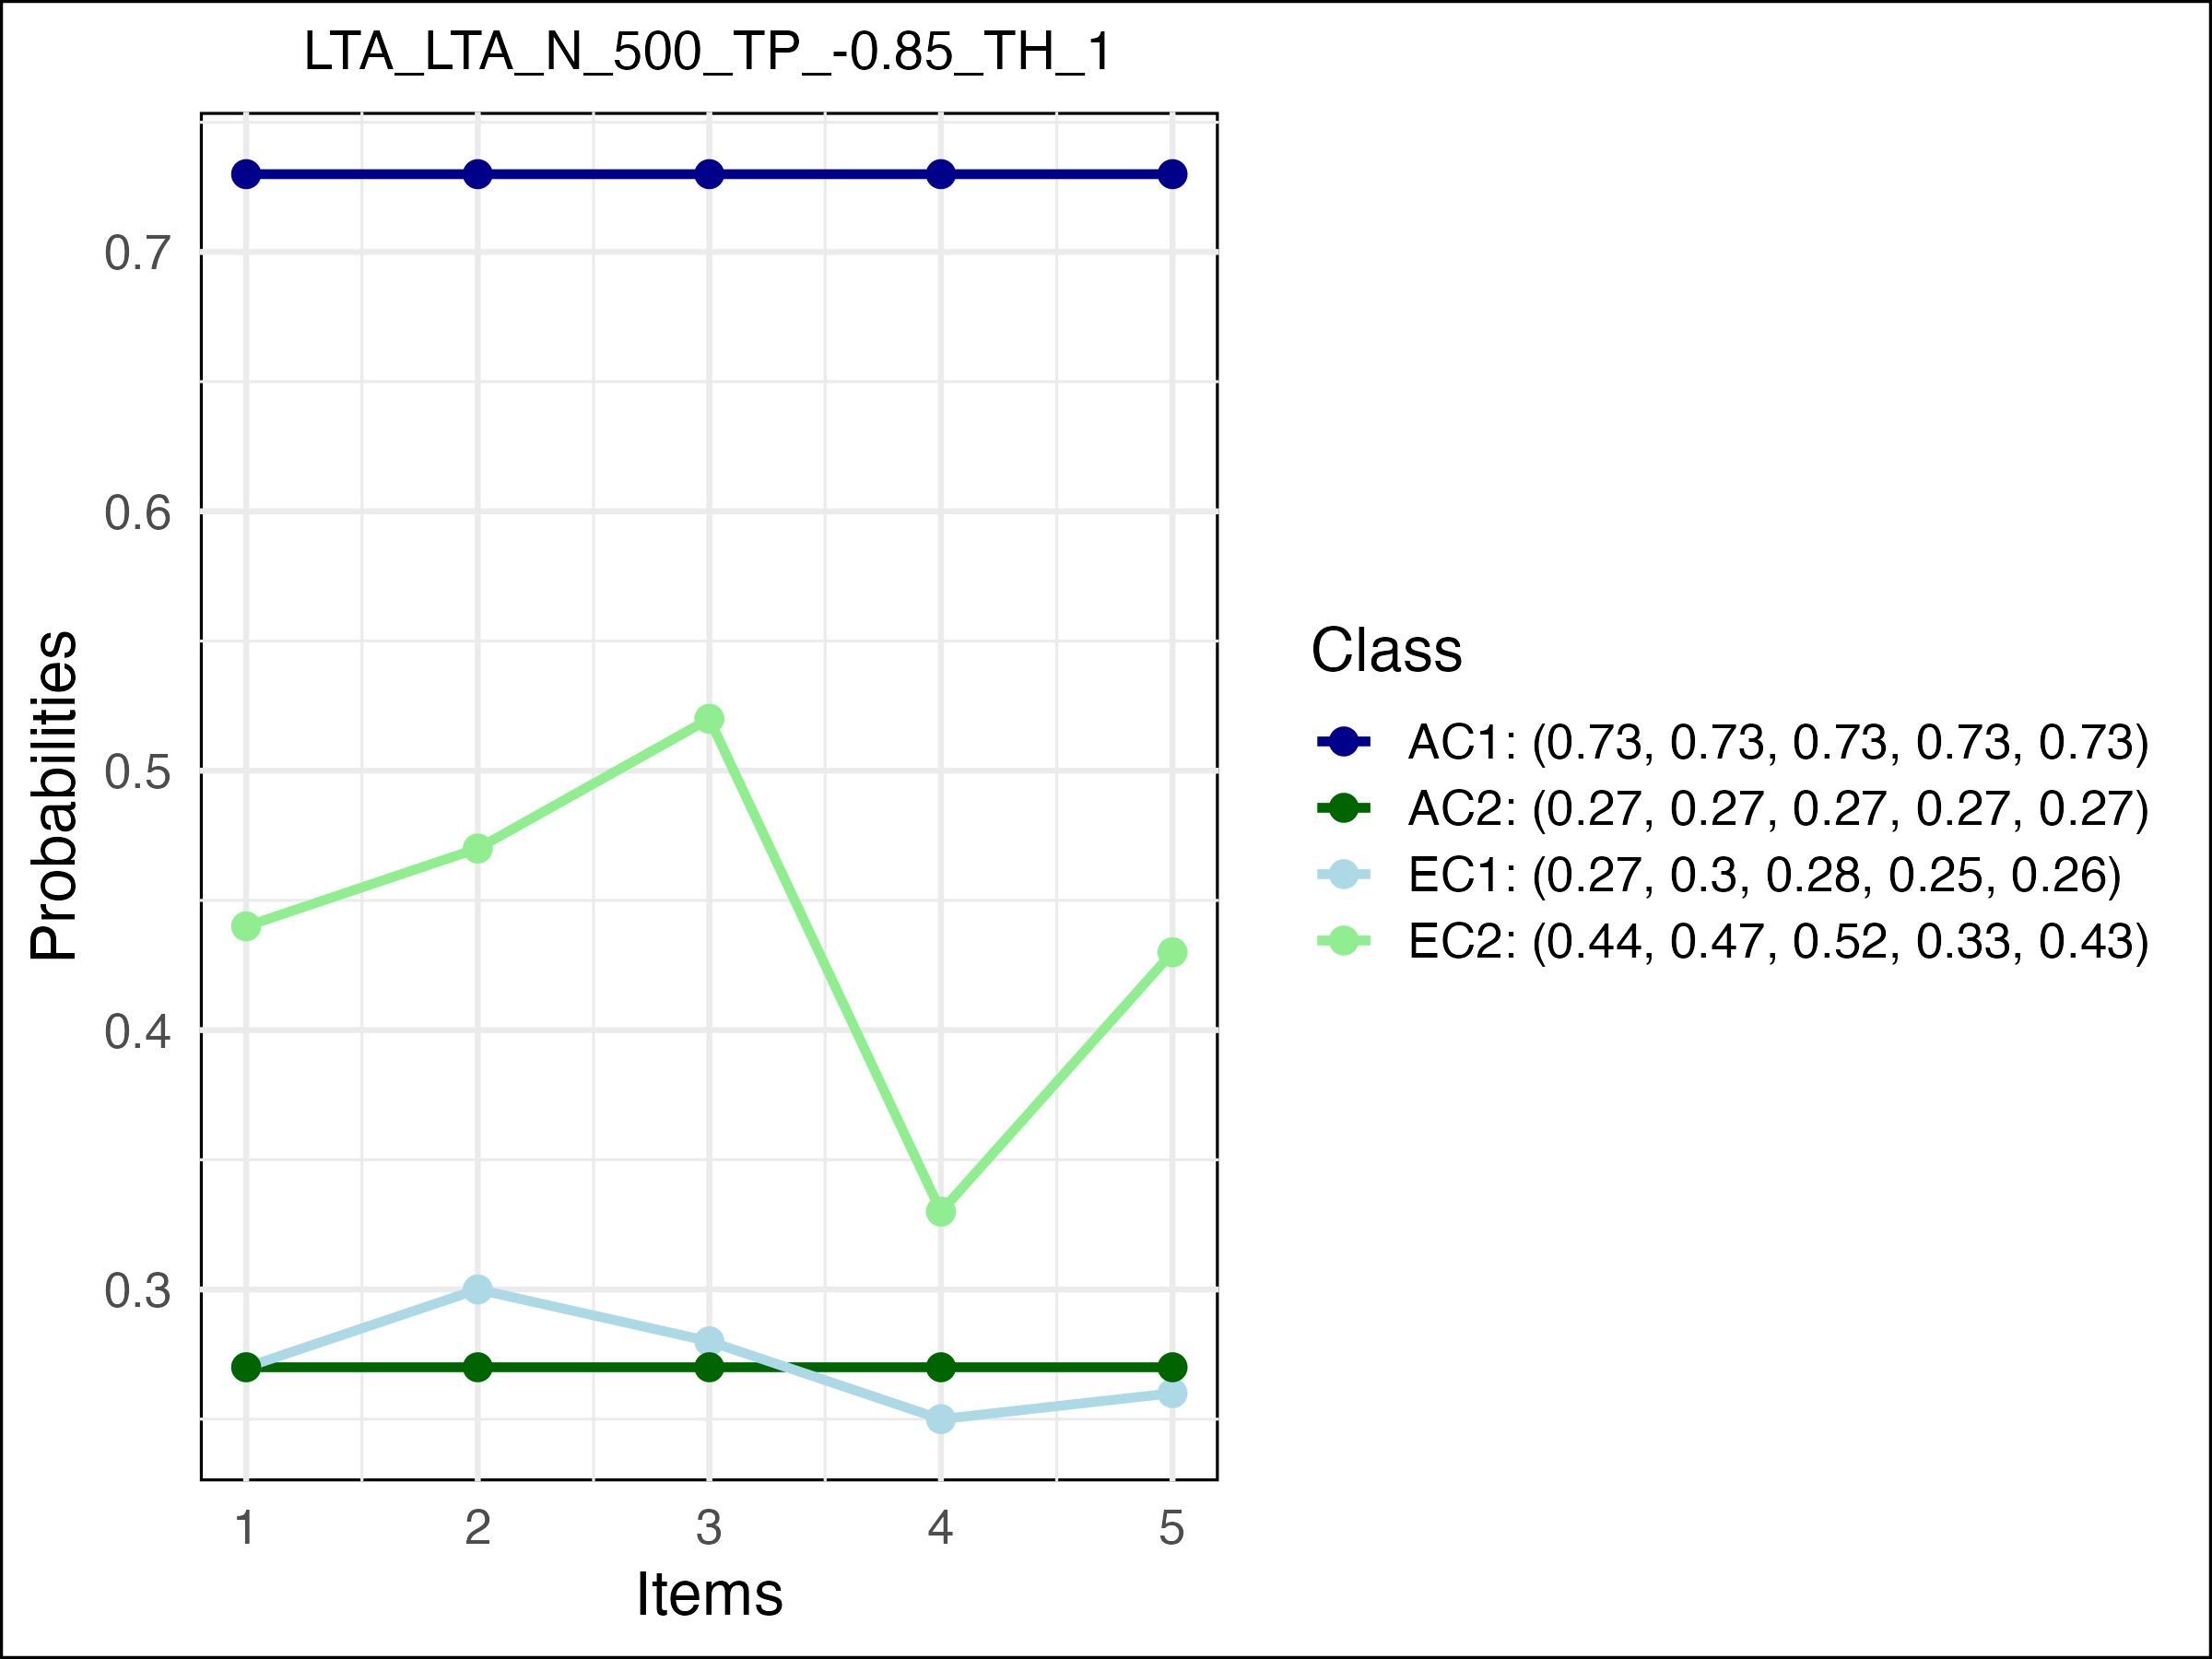 LTA_LTA_N_500_TP_-0.85_TH_1
Probabilities
0.7
0.6
0.5
0.4
0.3
1 2 3 4 5
Items
Class
AC1: (0.73, 0.73, 0.73, 0.73, 0.73)
AC2: (0.27, 0.27, 0.27, 0.27, 0.27)
EC1: (0.27, 0.3, 0.28, 0.25, 0.26)
EC2: (0.44, 0.47, 0.52, 0.33, 0.43)